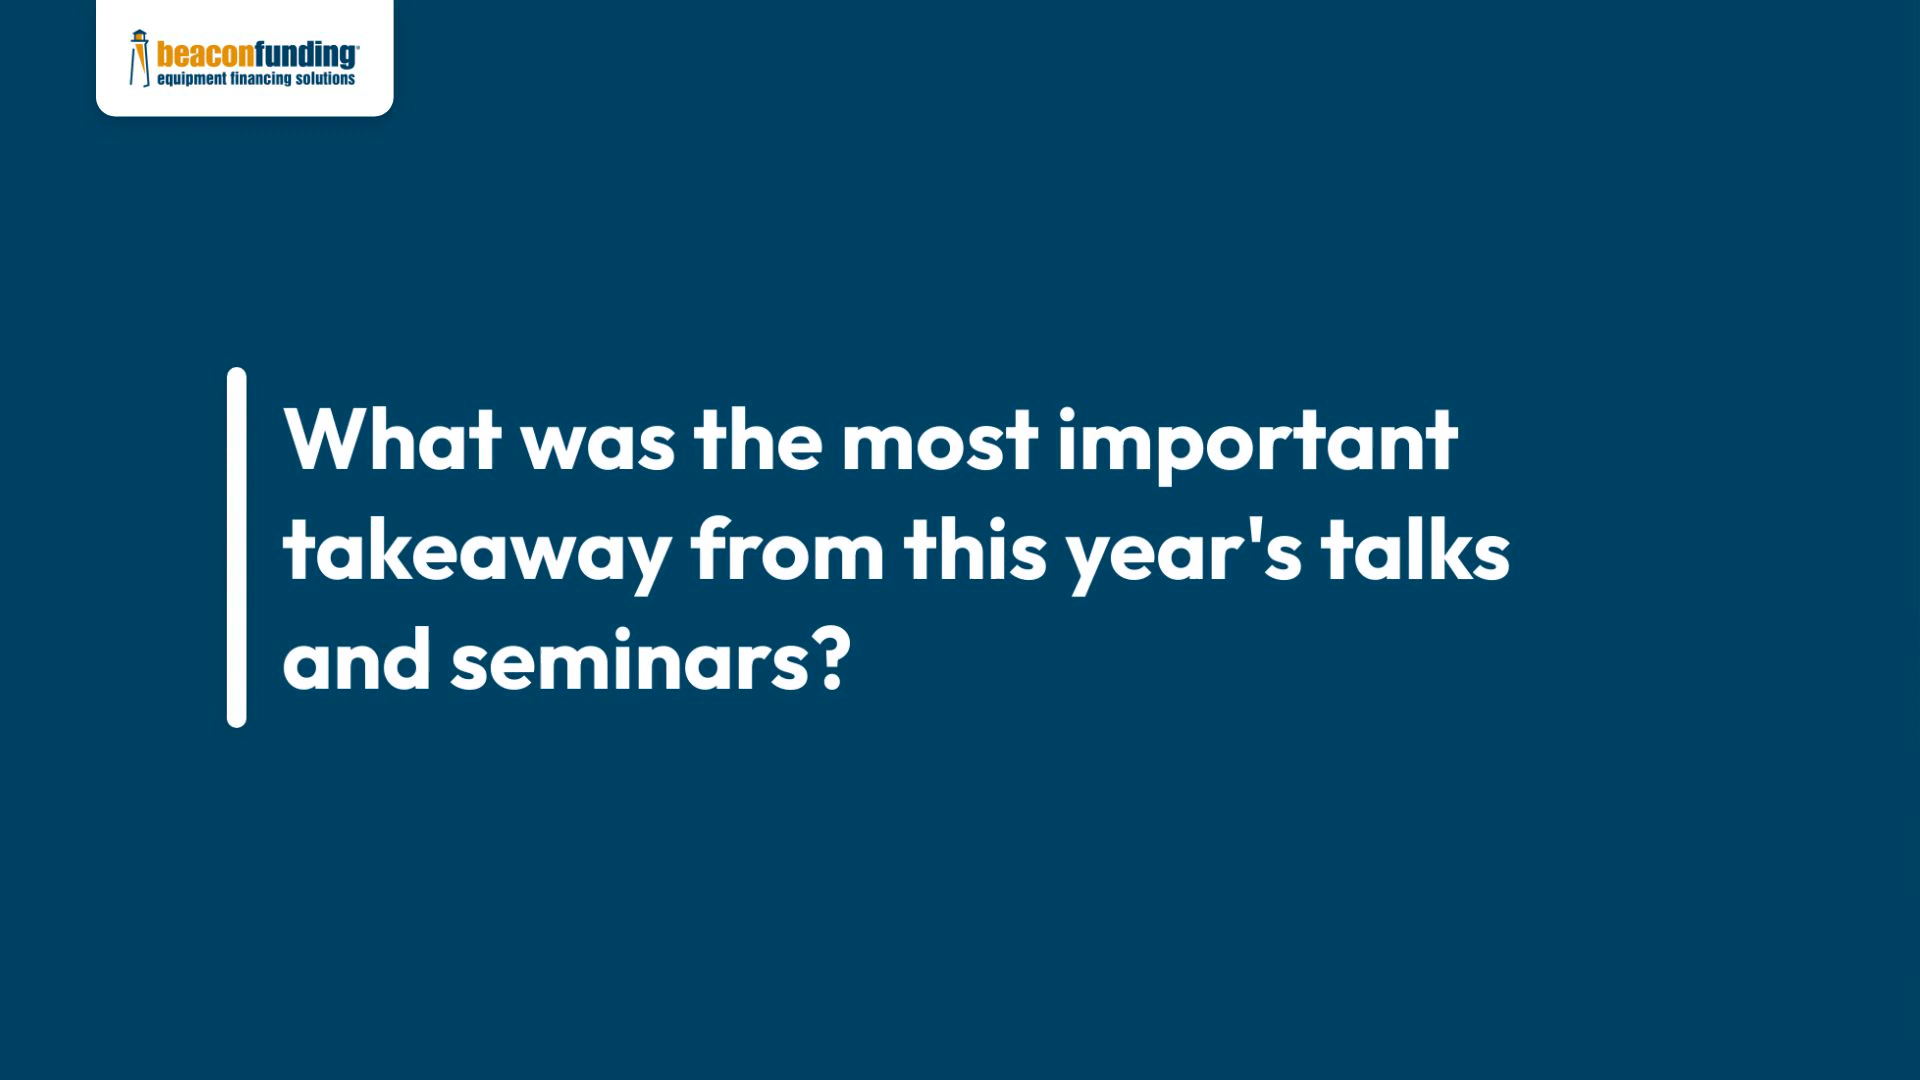 beaconfunding
equipment financing solutions
What was the most important
takeaway from this year's talks
and seminars?